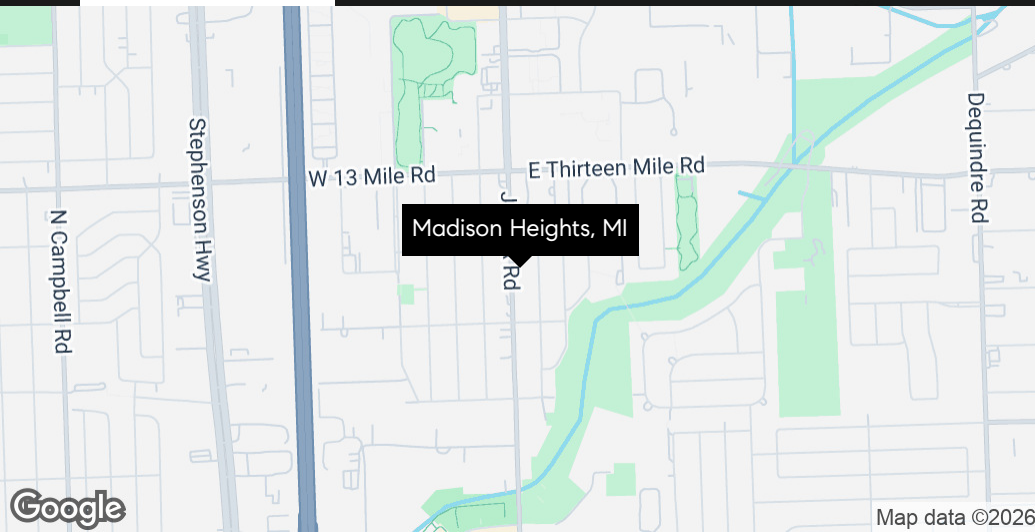 Stephenson Hwy
N Campbell Rd
W 13 Mile Rd
E Thirteen Mile Rd
Dequindre Rd
Madison Heights, MI
Rd
Google
Map data ©2026